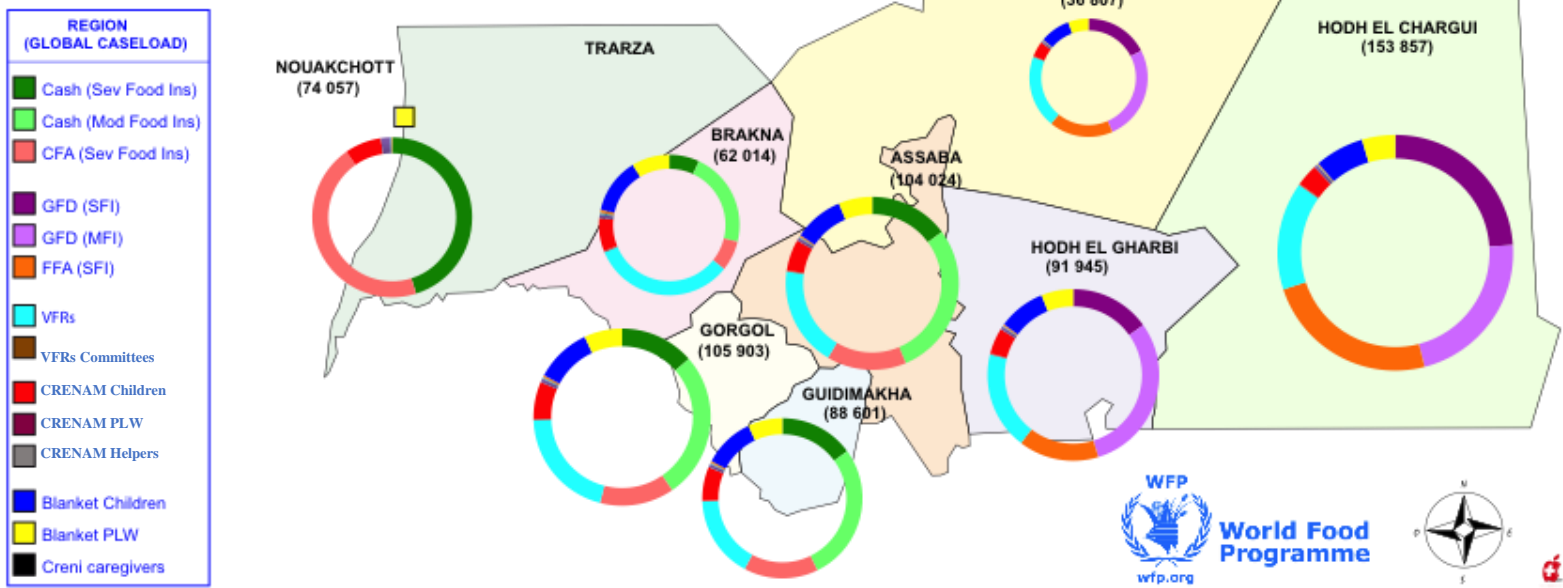 REGION
(GLOBAL CASELOAD)
Cash (Sev Food Ins)
Cash (Mod Food Ins)
CFA (Sev Food Ins)
GFD (SFI)
GFD (MFI)
FFA (SFI)
VFRs
VFRs Committees
CRENAM Children
CRENAM PLW
CRENAM Helpers
Blanket Children
Blanket PLW
Creni caregivers
NOUAKCHOTT
(74 057)
TRARZA
BRAKNA
(62 014)
ASSABA
(104 024)
HODH EL CHARGUI
(153 857)
HODH EL GHARBI
(91 945)
GORGOL
(105 903)
GUIDIMAKHA
(88 601)
WFP
wfp.org
World Food
Programme
N
S